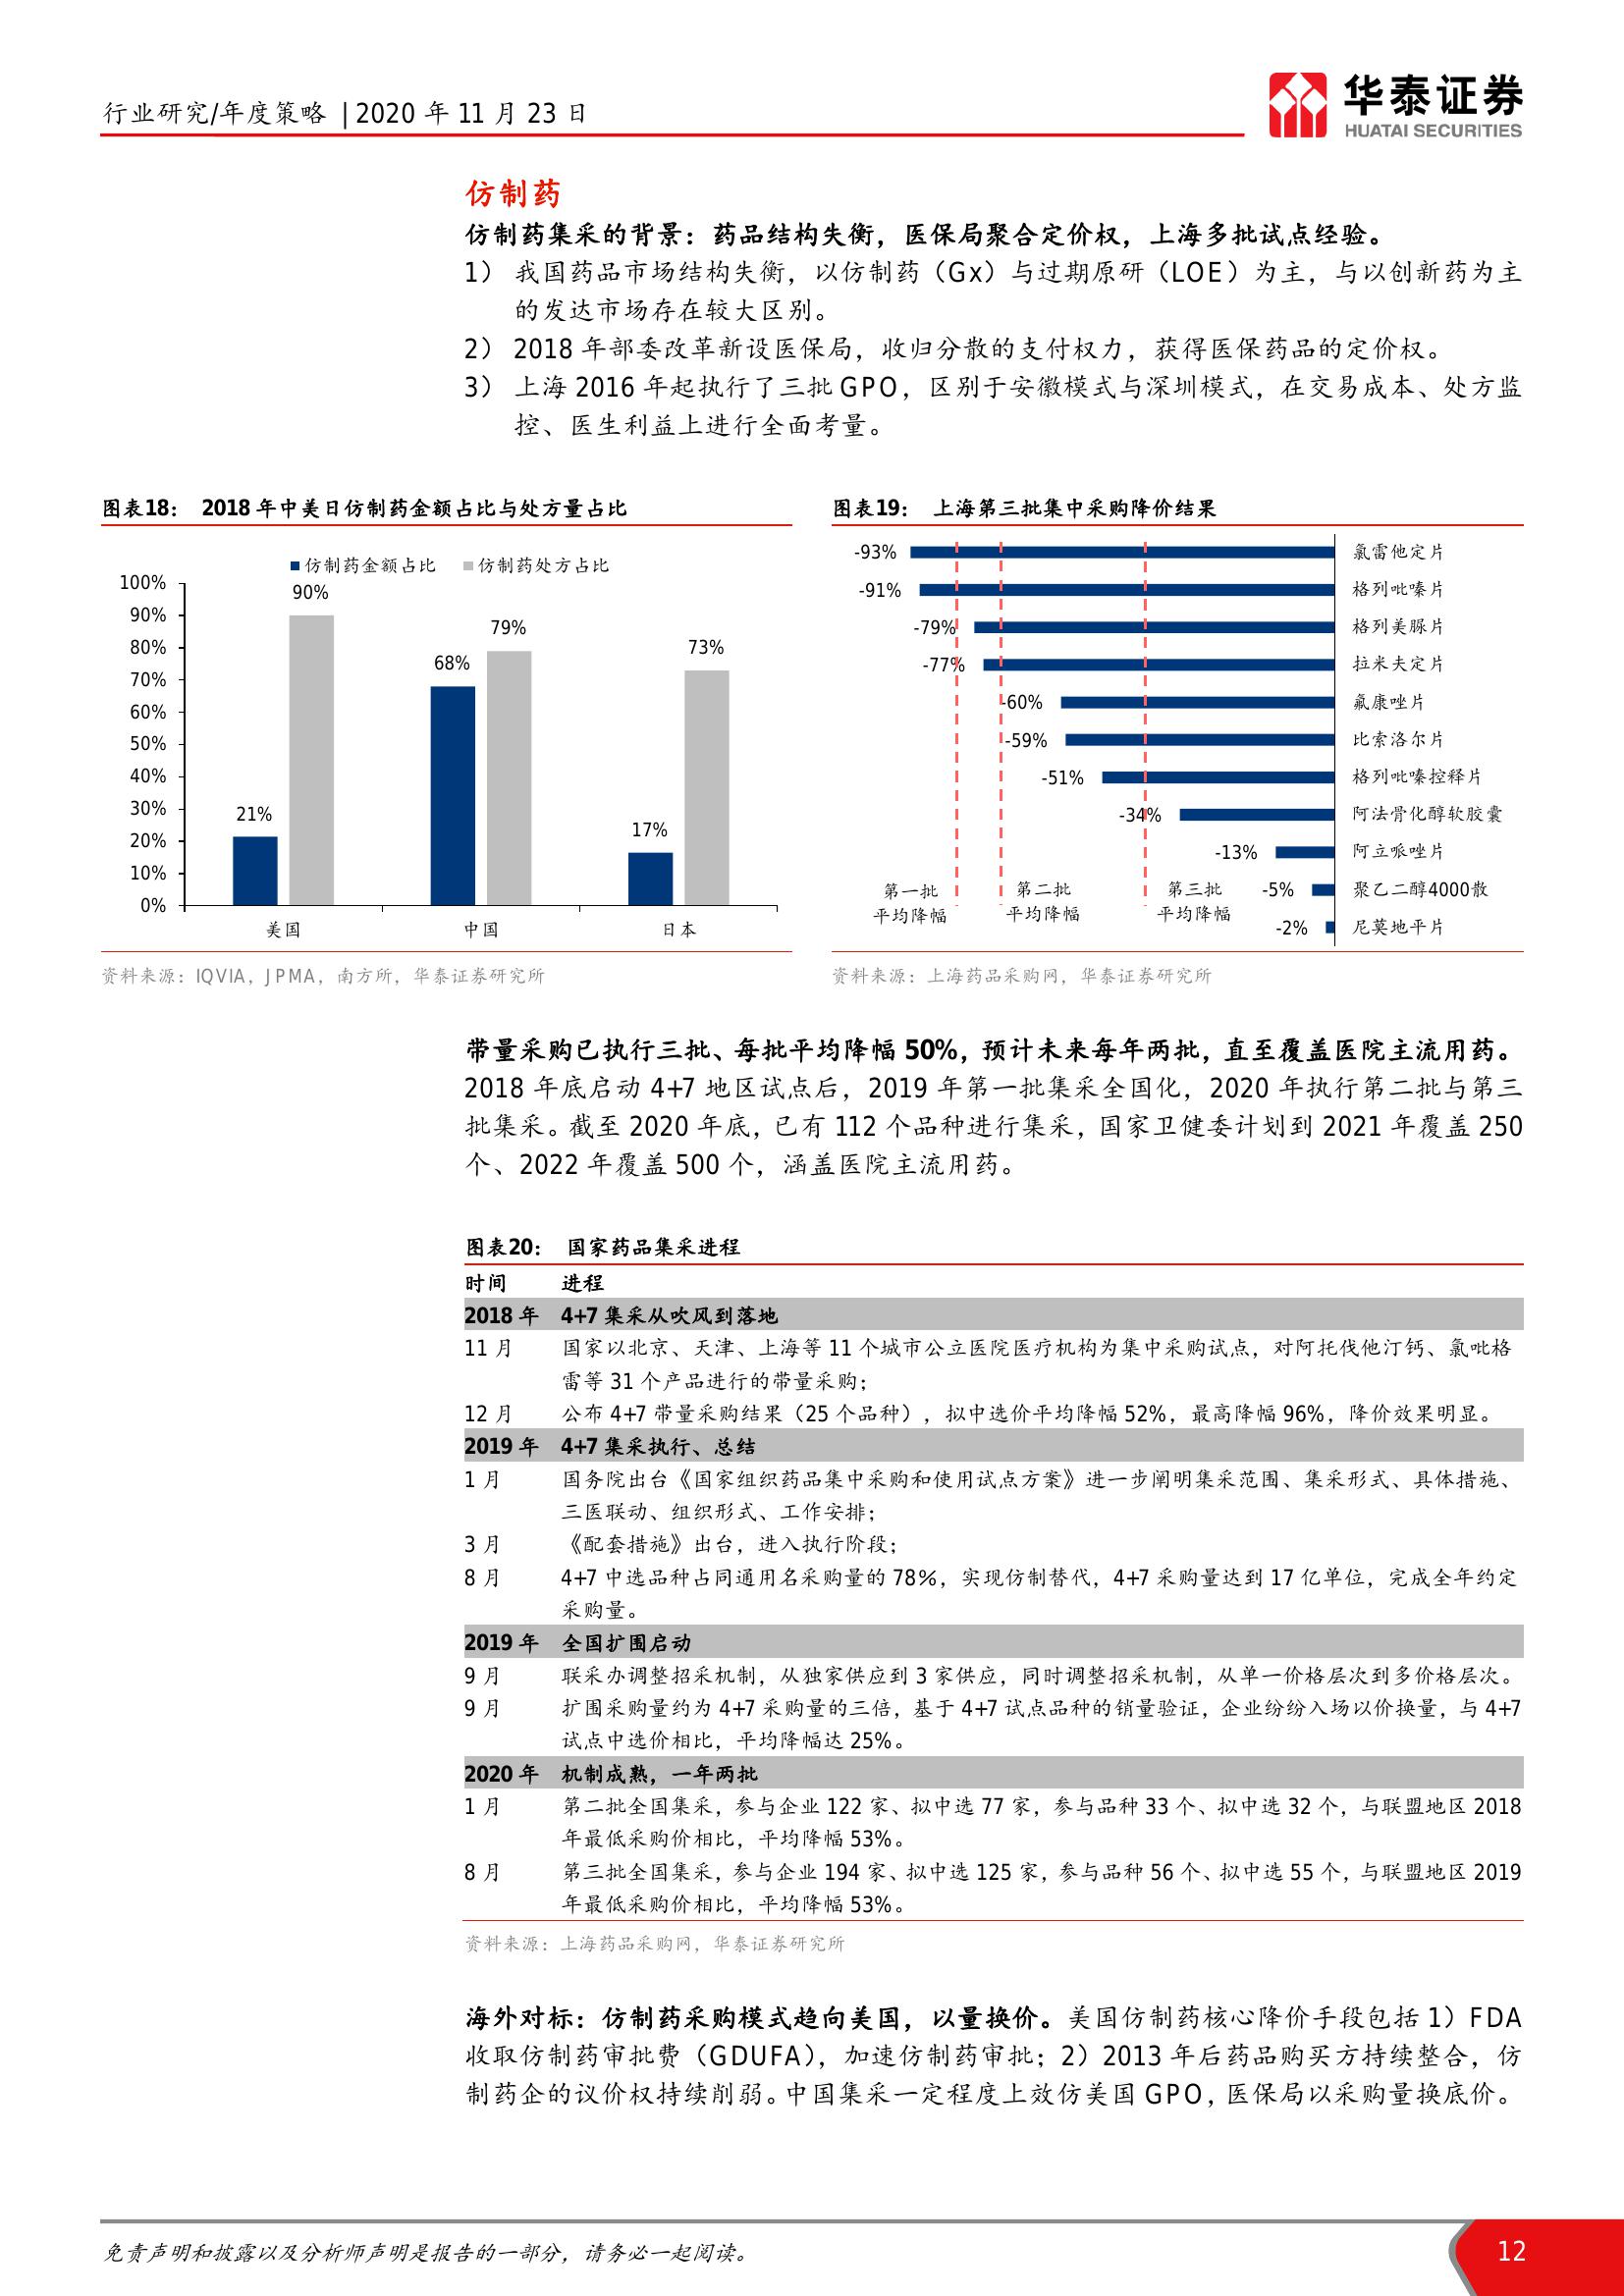 行业研究/年度策略 | 2020 年 11 月 23 日
华泰证券
HUATAI SECURITIES
仿制药
仿制药集采的背景：药品结构失衡，医保局聚合定价权，上海多批试点经验。
1） 我国药品市场结构失衡，以仿制药（Gx）与过期原研（LOE）为主，与以创新药为主
的发达市场存在较大区别。
2） 2018 年部委改革新设医保局，收归分散的支付权力，获得医保药品的定价权。
3） 上海 2016 年起执行了三批 GPO，区别于安徽模式与深圳模式，在交易成本、处方监
控、医生利益上进行全面考量。
图表18： 2018 年中美日仿制药金额占比与处方量占比
仿制药金额占比 仿制药处方占比
100%
90%
80%
70%
60%
50%
40%
30%
20%
10%
0%
21%
90%
68%
79%
17%
73%
美国
中国
日本
资料来源：IQVIA，JPMA，南方所，华泰证券研究所
图表19： 上海第三批集中采购降价结果
-93% 氯雷他定片
-91% 格列吡嗪片
-79% 格列美脲片
-77% 拉米夫定片
-60% 氟康唑片
-59% 比索洛尔片
-51% 格列吡嗪控释片
-34% 阿法骨化醇软胶囊
-13% 阿立哌唑片
-5% 聚乙二醇4000散
-2% 尼莫地平片
第一批
平均降幅
第二批
平均降幅
第三批
平均降幅
资料来源：上海药品采购网，华泰证券研究所
带量采购已执行三批、每批平均降幅 50%，预计未来每年两批，直至覆盖医院主流用药。
2018 年底启动 4+7 地区试点后，2019 年第一批集采全国化，2020 年执行第二批与第三
批集采。截至 2020 年底，已有 112 个品种进行集采，国家卫健委计划到 2021 年覆盖 250
个、2022 年覆盖 500 个，涵盖医院主流用药。
图表20： 国家药品集采进程
时间 进程
2018 年 4+7 集采从吹风到落地
11 月 国家以北京、天津、上海等 11 个城市公立医院医疗机构为集中采购试点，对阿托伐他汀钙、氯吡格
雷等 31 个产品进行的带量采购；
12 月 公布 4+7 带量采购结果（25 个品种），拟中选价平均降幅 52%，最高降幅 96%，降价效果明显。
2019 年 4+7 集采执行、总结
1 月 国务院出台《国家组织药品集中采购和使用试点方案》进一步阐明集采范围、集采形式、具体措施、
三医联动、组织形式、工作安排；
3 月 《配套措施》出台，进入执行阶段；
8 月 4+7 中选品种占同通用名采购量的 78%，实现仿制替代，4+7 采购量达到 17 亿单位，完成全年约定
采购量。
2019 年 全国扩围启动
9 月 联采办调整招采机制，从独家供应到 3 家供应，同时调整招采机制，从单一价格层次到多价格层次。
9 月 扩围采购量约为 4+7 采购量的三倍，基于 4+7 试点品种的销量验证，企业纷纷入场以价换量，与 4+7
试点中选价相比，平均降幅达 25%。
2020 年 机制成熟，一年两批
1 月 第二批全国集采，参与企业 122 家、拟中选 77 家，参与品种 33 个、拟中选 32 个，与联盟地区 2018
年最低采购价相比，平均降幅 53%。
8 月 第三批全国集采，参与企业 194 家、拟中选 125 家，参与品种 56 个、拟中选 55 个，与联盟地区 2019
年最低采购价相比，平均降幅 53%。
资料来源：上海药品采购网，华泰证券研究所
海外对标：仿制药采购模式趋向美国，以量换价。美国仿制药核心降价手段包括 1）FDA
收取仿制药审批费（GDUFA），加速仿制药审批；2）2013 年后药品购买方持续整合，仿
制药企的议价权持续削弱。中国集采一定程度上效仿美国 GPO，医保局以采购量换底价。
免责声明和披露以及分析师声明是报告的一部分，请务必一起阅读。
12